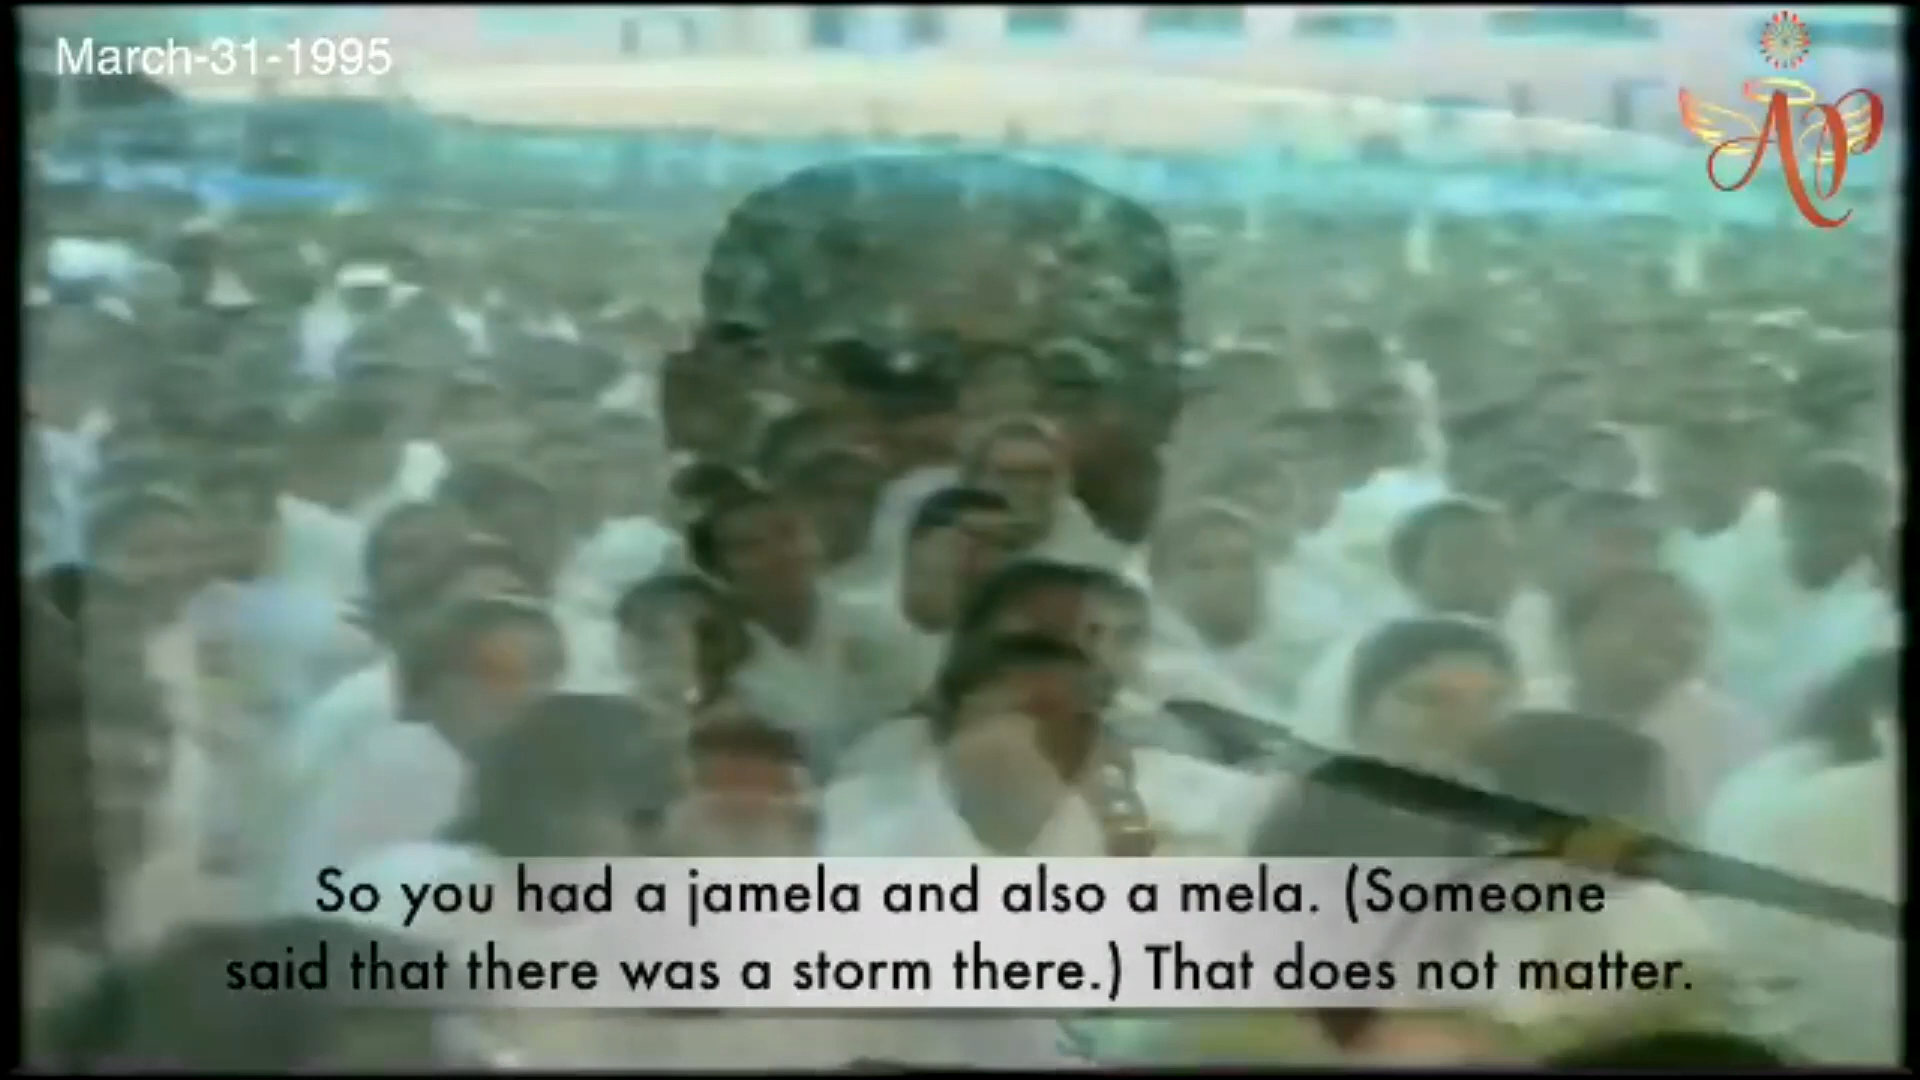 March-31-1995
AP
So you had a jamela and also a mela. (Someone
said that there was a storm there.) That does not matter.